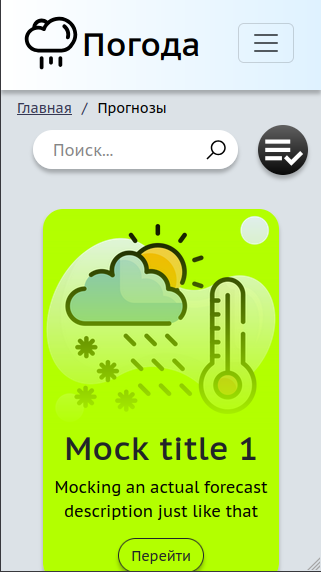 Погода
Главная / Прогнозы
Поиск...
Mock title 1
Mocking an actual forecast
description just like that
Перейти